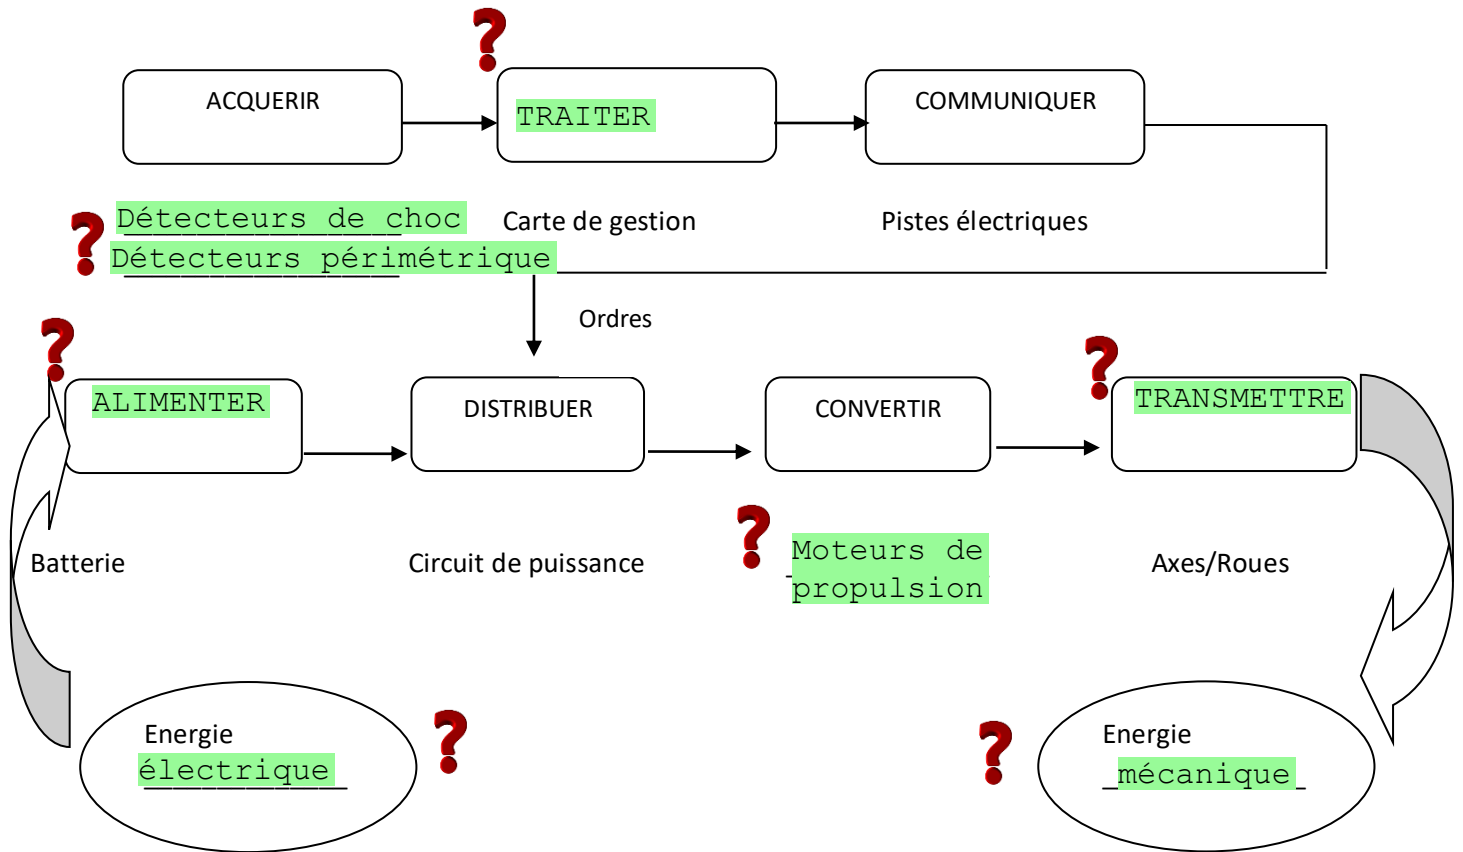 ACQUERIR
TRAITER
COMMUNIQUER
Détecteurs de choc
Détecteurs périmétrique
Carte de gestion
Pistes électriques
Ordres
ALIMENTER
DISTRIBUER
CONVERTIR
TRANSMETTRE
Batterie
Circuit de puissance
Moteurs de
propulsion
Axes/Roues
Energie
électrique
Energie
mécanique